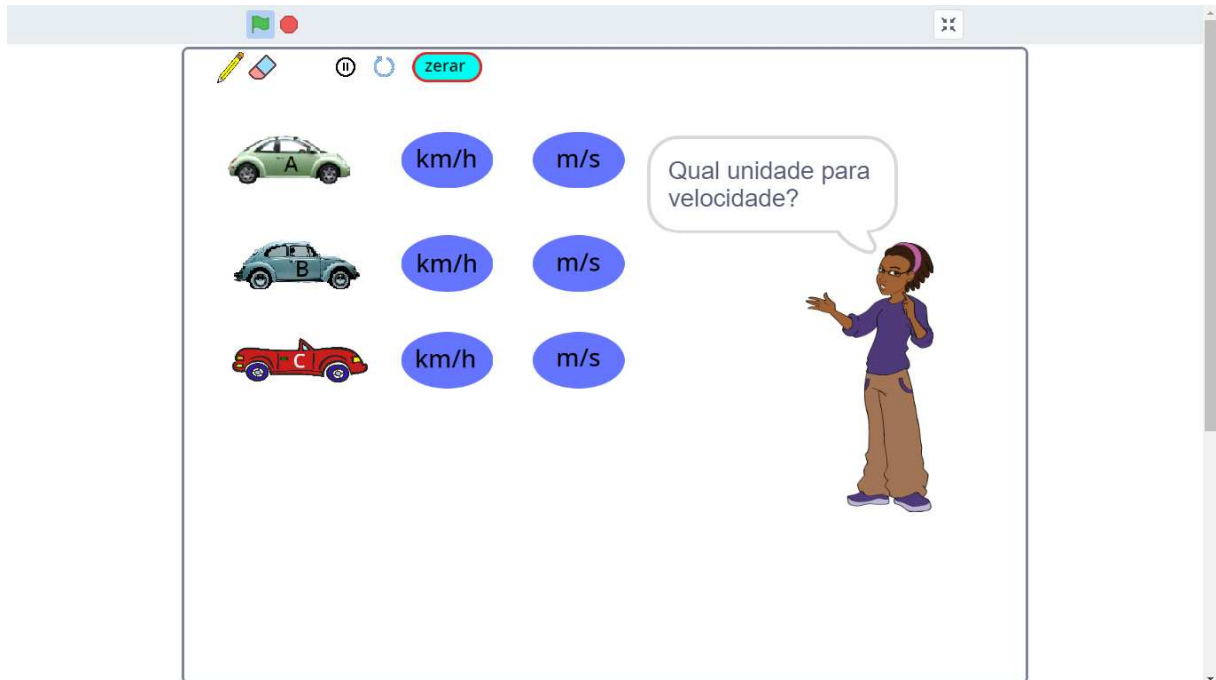 zerar
A km/h m/s
Qual unidade para
velocidade?
B km/h m/s
C km/h m/s